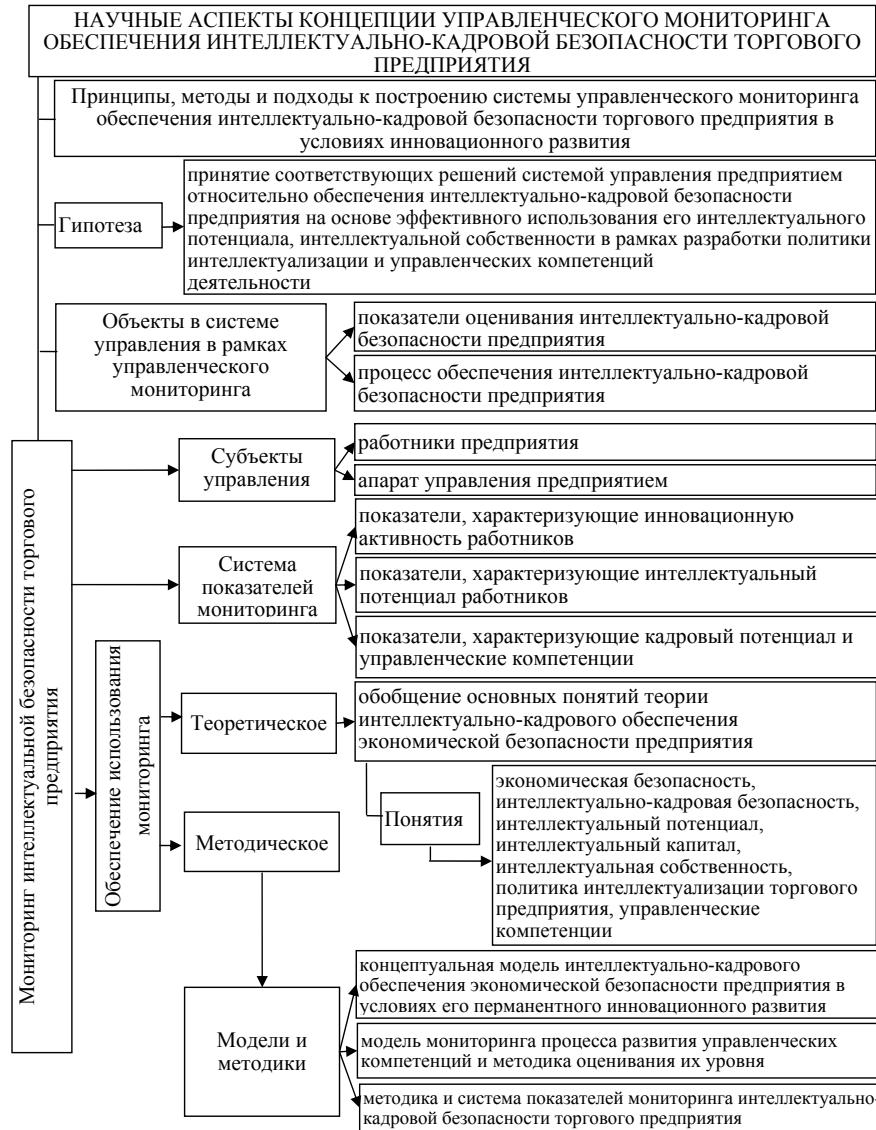 НАУЧНЫЕ АСПЕКТЫ КОНЦЕПЦИИ УПРАВЛЕНЧЕСКОГО МОНИТОРИНГА
ОБЕСПЕЧЕНИЯ ИНТЕЛЛЕКТУАЛЬНО-КАДРОВОЙ БЕЗОПАСНОСТИ ТОРГОВОГО
ПРЕДПРИЯТИЯ
Принципы, методы и подходы к построению системы управленческого мониторинга
обеспечения интеллектуально-кадровой безопасности торгового предприятия в
условиях инновационного развития
Гипотеза
принятие соответствующих решений системой управления предприятием
относительно обеспечения интеллектуально-кадровой безопасности
предприятия на основе эффективного использования его интеллектуального
потенциала, интеллектуальной собственности в рамках разработки политики
интеллектуализации и управленческих компетенций
деятельности
Объекты в системе
управления в рамках
управленческого
мониторинга
показатели оценивания интеллектуально-кадровой
безопасности предприятия
процесс обеспечения интеллектуально-кадровой
безопасности предприятия
Мониторинг интеллектуальной безопасности торгового
предприятия
Субъекты
управления
работники предприятия
апарат управления предприятием
Система
показателей
мониторинга
показатели, характеризующие инновационную
активность работников
показатели, характеризующие интеллектуальный
потенциал работников
показатели, характеризующие кадровый потенциал и
управленческие компетенции
Обеспечение использования
мониторинга
Теоретическое
обобщение основных понятий теории
интеллектуально-кадрового обеспечения
экономической безопасности предприятия
Понятия
экономическая безопасность,
интеллектуально-кадровая безопасность,
интеллектуальный потенциал,
интеллектуальный капитал,
интеллектуальная собственность,
политика интеллектуализации торгового
предприятия, управленческие
компетенции
Методическое
Модели и
методики
концептуальная модель интеллектуально-кадрового
обеспечения экономической безопасности предприятия в
условиях его перманентного инновационного развития
модель мониторинга процесса развития управленческих
компетенций и методика оценивания их уровня
методика и система показателей мониторинга интеллектуально-
кадровой безопасности торгового предприятия